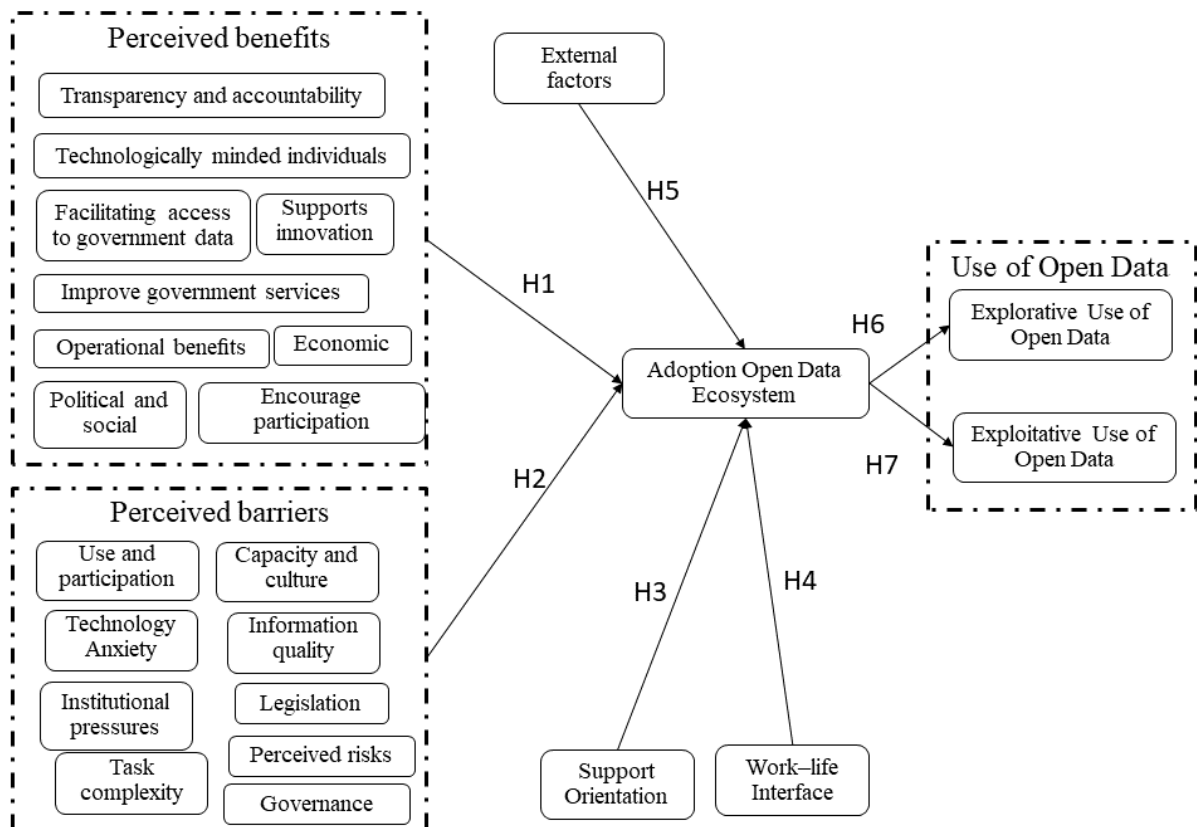 Perceived benefits
Transparency and accountability
Technologically minded individuals
Facilitating access
to government data
Supports
innovation
Improve government services
Operational benefits
Economic
Political and
social
Encourage
participation
Perceived barriers
Use and
participation
Capacity and
culture
Technology
Anxiety
Information
quality
Institutional
pressures
Legislation
Perceived risks
Task
complexity
Governance
External
factors
H5
H1
H2
Adoption Open Data
Ecosystem
H3
H4
Support
Orientation
Work–life
Interface
H6
H7
Use of Open Data
Explorative Use of
Open Data
Exploitative Use of
Open Data